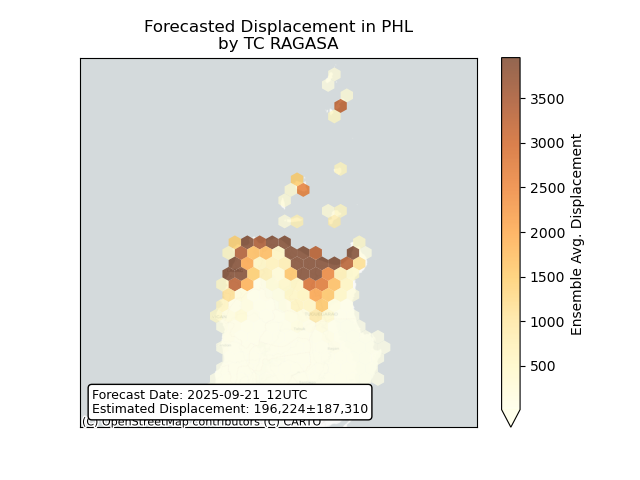 Forecasted Displacement in PHL
by TC RAGASA
3500
3000
2500
2000
1500
1000
500
Ensemble Avg. Displacement
Forecast Date: 2025-09-21_12UTC
Estimated Displacement: 196,224±187,310
(C) OpenStreetMap contributors (C) CARTO